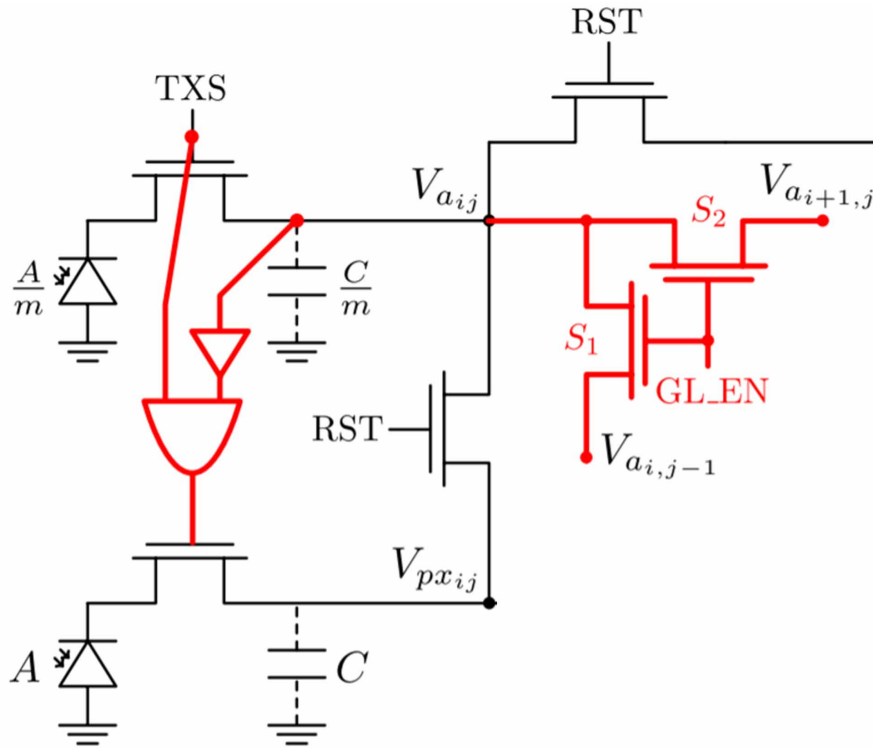 RST
TXS
V_{a_{ij}}
V_{a_{i+1,j}}
S_2
A/m
C/m
S_1
GL_EN
RST
V_{a_{i,j-1}}
V_{px_{ij}}
A
C